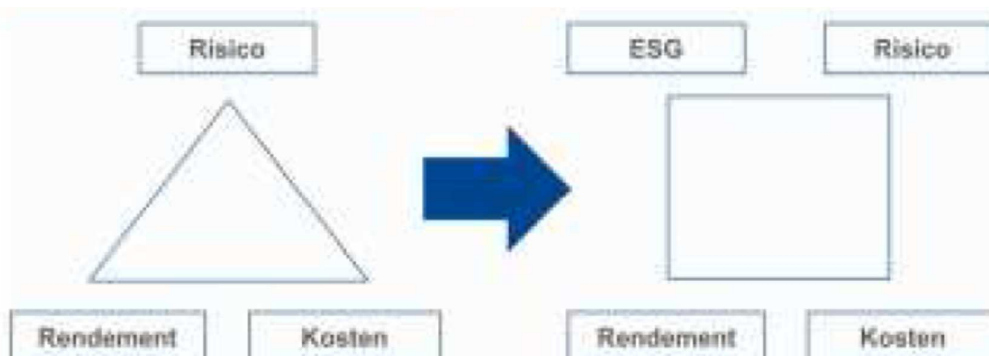 Risico
ESG
Risico
Rendement
Kosten
Rendement
Kosten